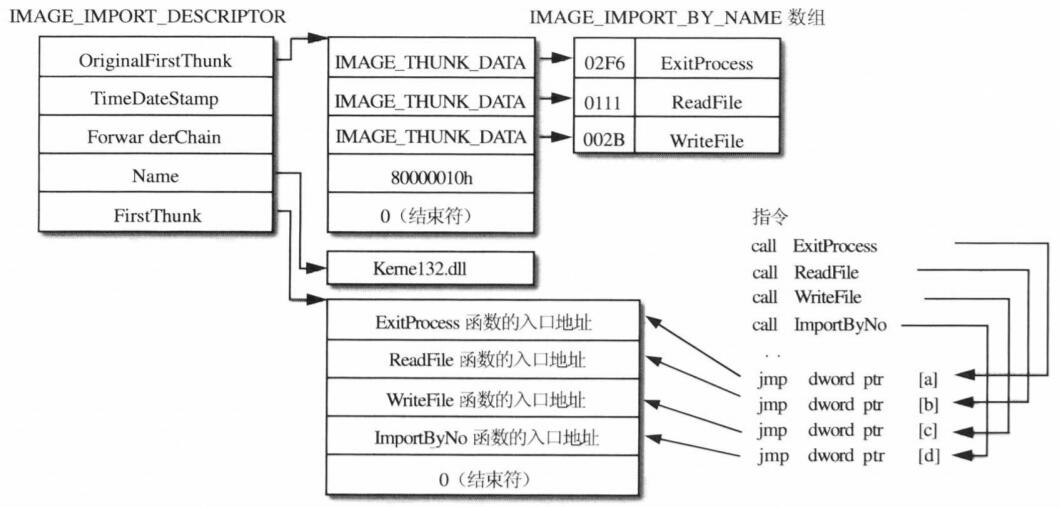 IMAGE_IMPORT_DESCRIPTOR
OriginalFirstThunk
TimeDateStamp
Forwar derChain
Name
FirstThunk
IMAGE_THUNK_DATA
IMAGE_THUNK_DATA
IMAGE_THUNK_DATA
80000010h
0（结束符）
IMAGE_IMPORT_BY_NAME 数组
02F6 ExitProcess
0111 ReadFile
002B WriteFile
Kerne132.dll
ExitProcess 函数的入口地址
ReadFile 函数的入口地址
WriteFile 函数的入口地址
ImportByNo 函数的入口地址
0（结束符）
指令
call ExitProcess
call ReadFile
call WriteFile
call ImportByNo
. .
jmp dword ptr [a]
jmp dword ptr [b]
jmp dword ptr [c]
jmp dword ptr [d]